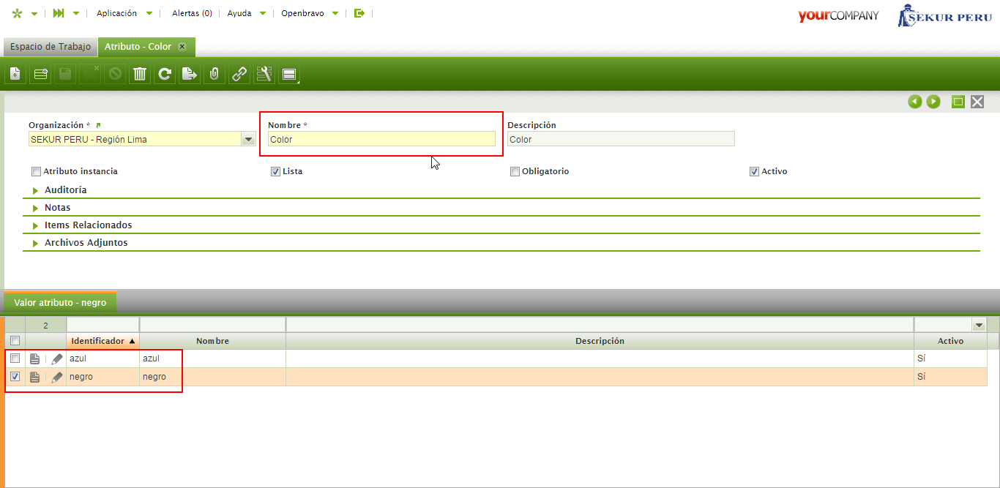 Aplicación
Alertas (0)
Ayuda
Openbravo
yourCOMPANY
SEKUR PERU
Espacio de Trabajo
Atributo - Color
Organización *
Nombre *
Descripción
SEKUR PERU - Región Lima
Color
Color
Atributo instancia
Lista
Obligatorio
Activo
Auditoría
Notas
Items Relacionados
Archivos Adjuntos
Valor atributo - negro
2
Identificador
Nombre
Descripción
Activo
azul
azul
Sí
negro
negro
Sí